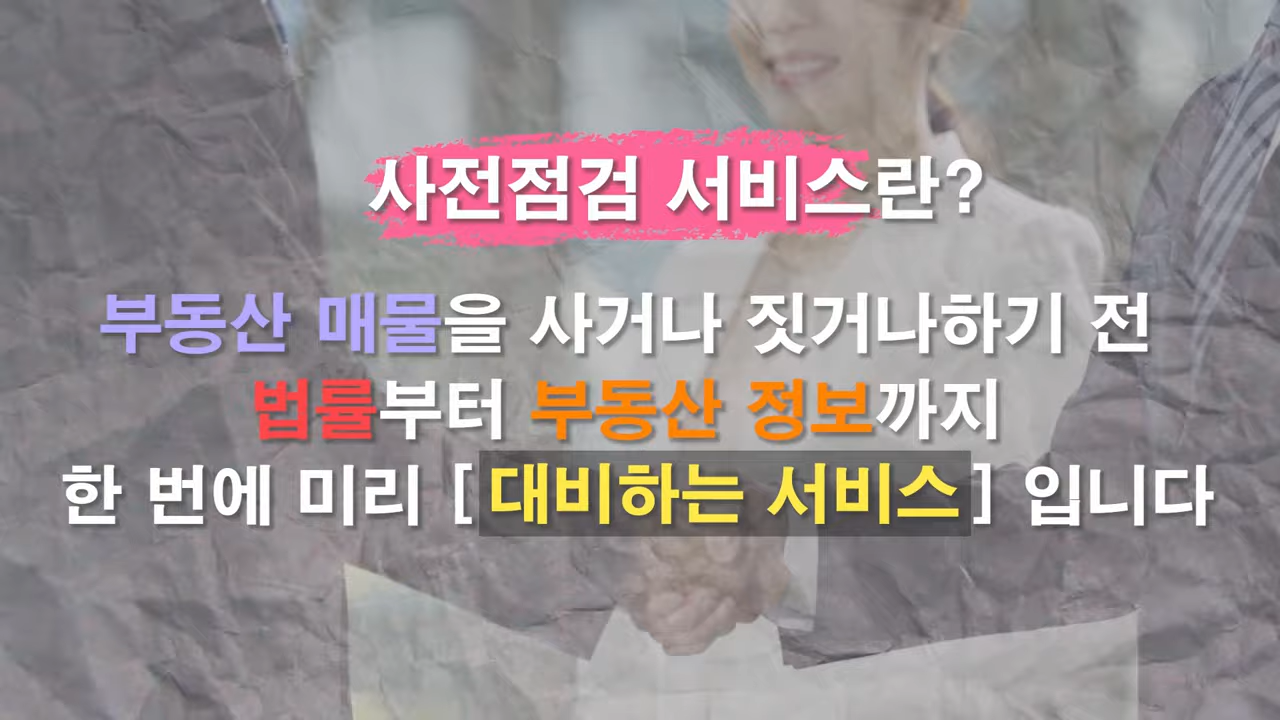 사전점검 서비스란?
부동산 매물을 사거나 짓거나하기 전
법률부터 부동산 정보까지
한 번에 미리 [대비하는 서비스] 입니다